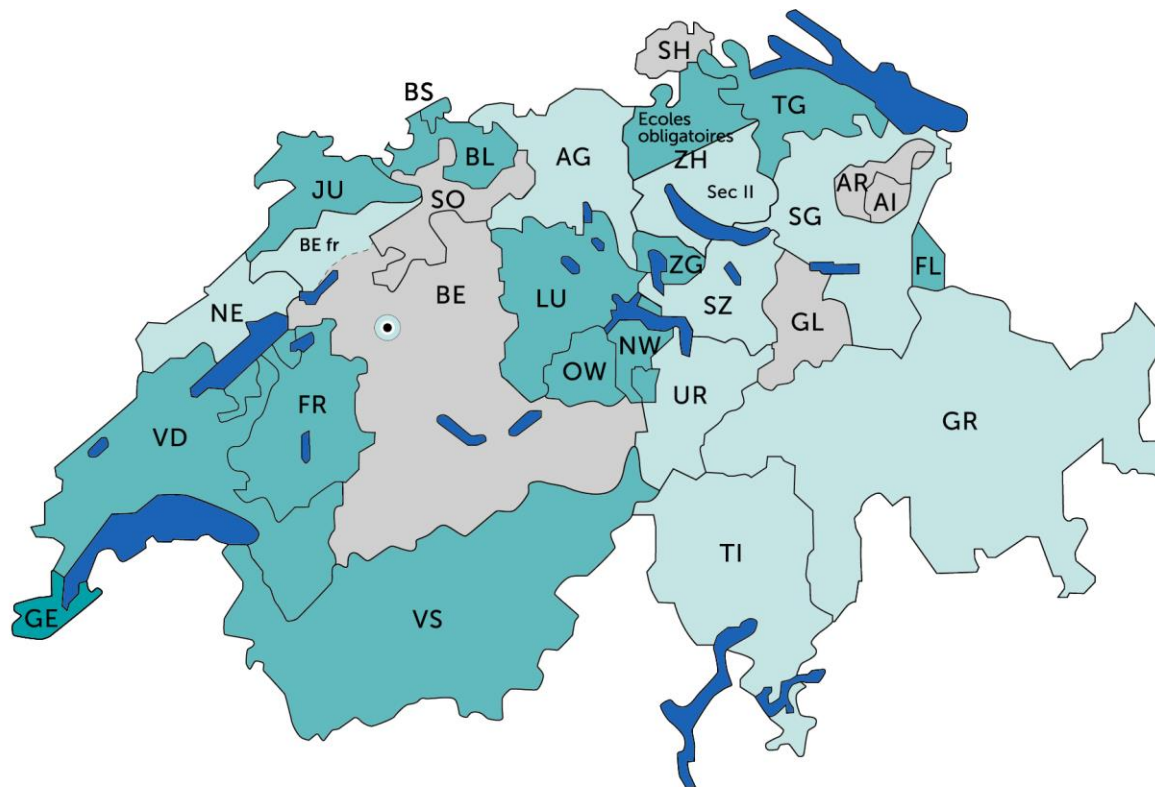 SH
BS
TG
Ecoles
obligatoires
BL
AG
ZH
JU
AR
AI
SO
Sec II
SG
BE fr
ZG
FL
BE
LU
SZ
NE
GL
NW
OW
UR
FR
GR
VD
TI
GE
VS